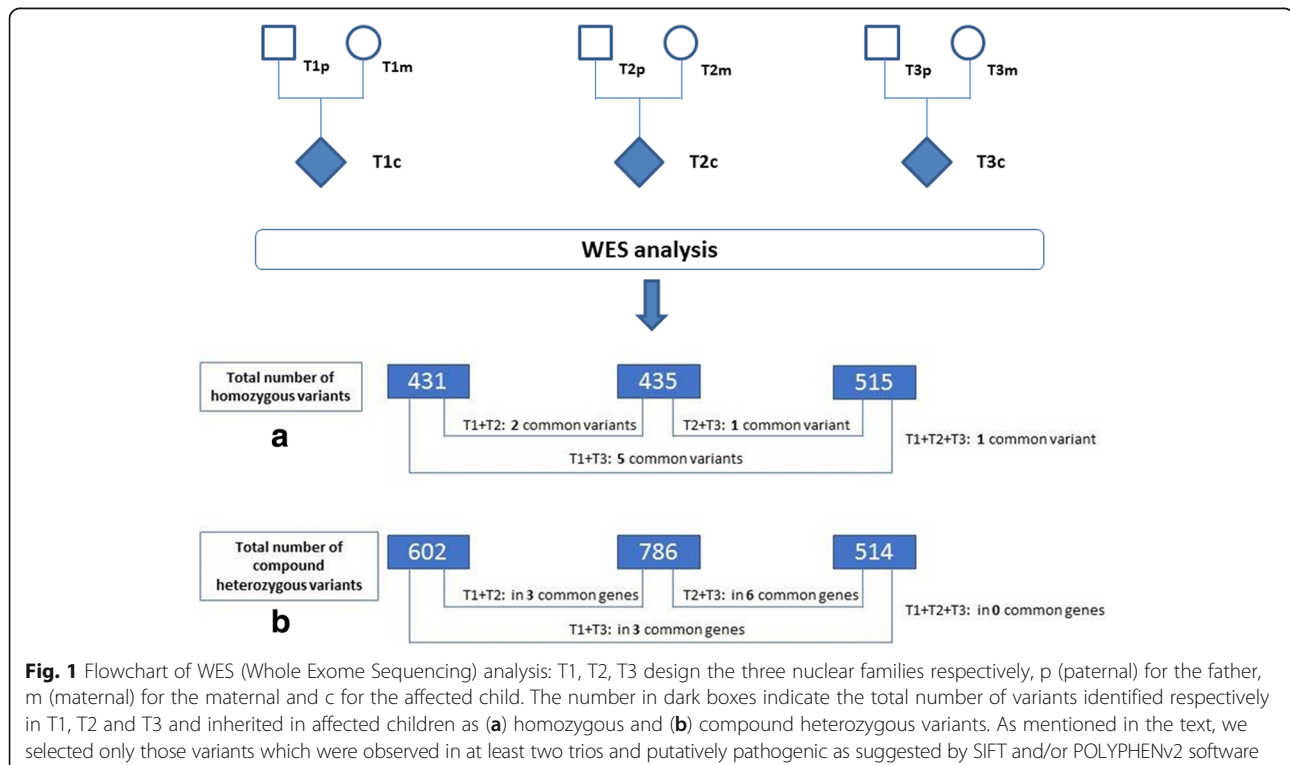 T1p T1m T2p T2m T3p T3m
T1c T2c T3c
WES analysis
Total number of
homozygous variants
a
431 435 515
T1+T2: 2 common variants
T2+T3: 1 common variant
T1+T2+T3: 1 common variant
T1+T3: 5 common variants
Total number of
compound
heterozygous variants
b
602 786 514
T1+T2: in 3 common genes
T2+T3: in 6 common genes
T1+T2+T3: in 0 common genes
T1+T3: in 3 common genes
Fig. 1 Flowchart of WES (Whole Exome Sequencing) analysis: T1, T2, T3 design the three nuclear families respectively, p (paternal) for the father,
m (maternal) for the maternal and c for the affected child. The number in dark boxes indicate the total number of variants identified respectively
in T1, T2 and T3 and inherited in affected children as (a) homozygous and (b) compound heterozygous variants. As mentioned in the text, we
selected only those variants which were observed in at least two trios and putatively pathogenic as suggested by SIFT and/or POLYPHENv2 software